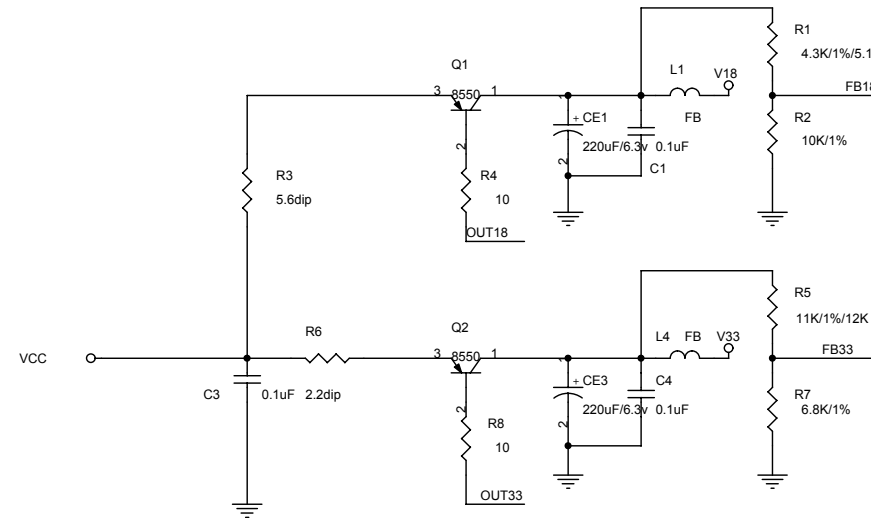 R1
4.3K/1%/5.1
Q1
L1
V18
3
8550
1
FB18
1
+
CE1
FB
R2
220uF/6.3v
0.1uF
10K/1%
2
2
C1
R3
5.6dip
R4
10
OUT18
R5
11K/1%/12K
Q2
R6
L4
FB
V33
VCC
3
8550
1
FB33
1
+
CE3
C4
C3
0.1uF
2.2dip
220uF/6.3v
0.1uF
R7
6.8K/1%
2
2
R8
10
OUT33